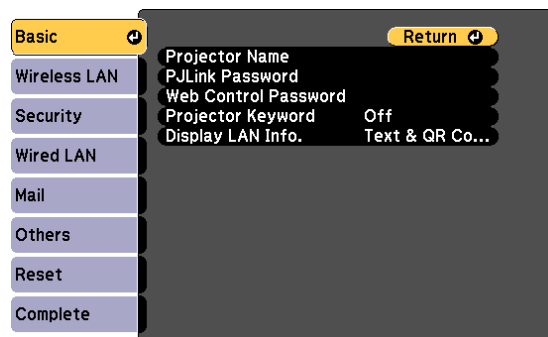 Basic
Wireless LAN
Security
Wired LAN
Mail
Others
Reset
Complete
Return
Projector Name
PJLink Password
Web Control Password
Projector Keyword Off
Display LAN Info. Text & QR Co...